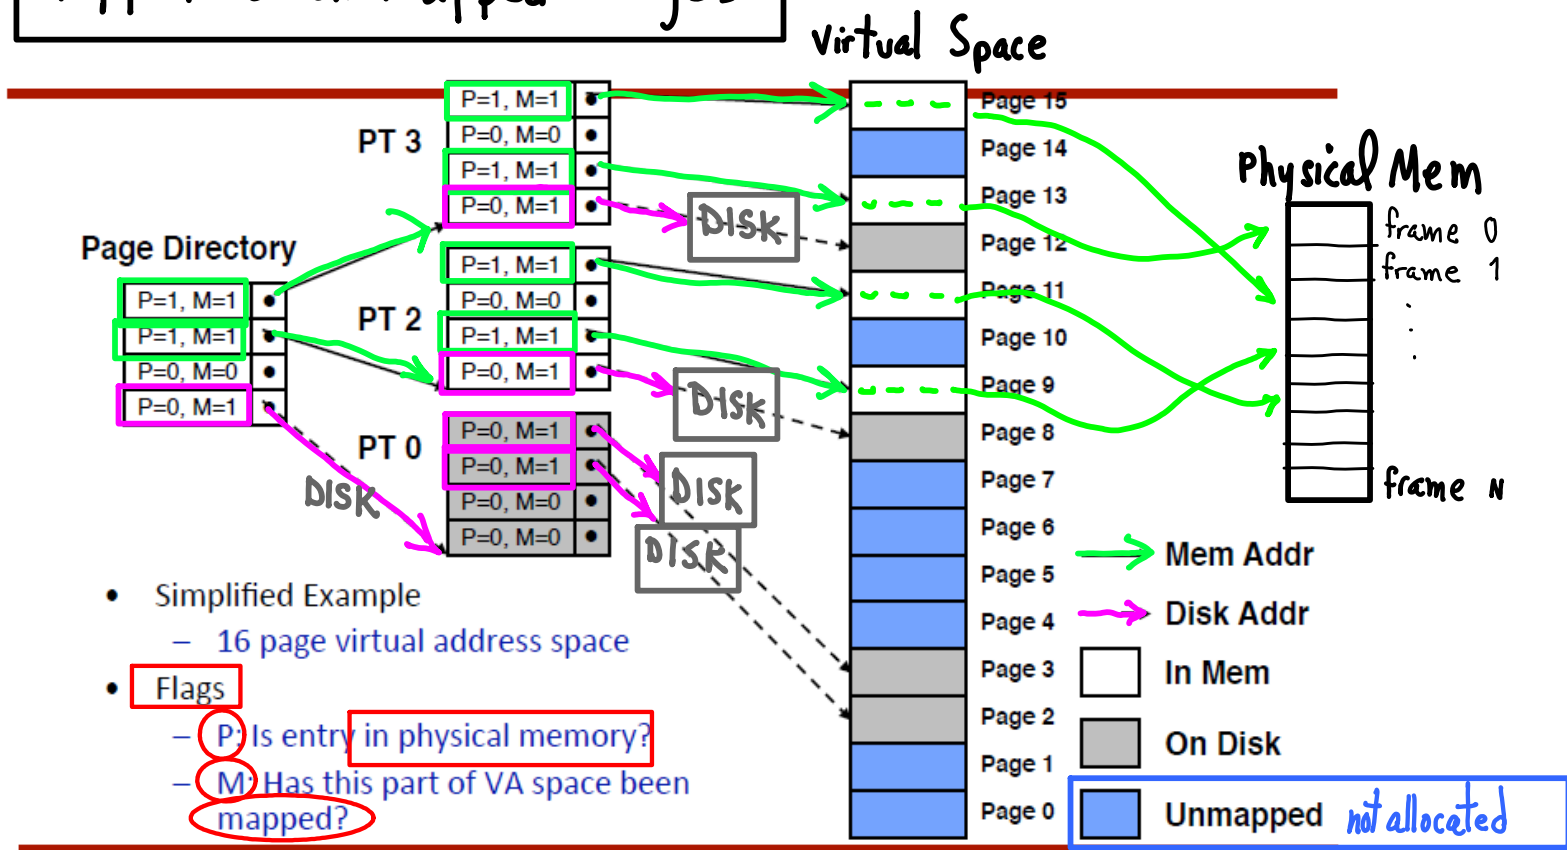 Virtual Space
Page Directory
P=1, M=1
P=1, M=1
P=0, M=0
P=0, M=1
DISK
PT 3
P=1, M=1
P=0, M=0
P=1, M=1
P=0, M=1
DISK
PT 2
P=1, M=1
P=0, M=0
P=1, M=1
P=0, M=1
DISK
PT 0
P=0, M=1
P=0, M=1
P=0, M=0
P=0, M=0
DISK
DISK
Page 15
Page 14
Page 13
Page 12
Page 11
Page 10
Page 9
Page 8
Page 7
Page 6
Page 5
Page 4
Page 3
Page 2
Page 1
Page 0
Physical Mem
frame 0
frame 1
.
.
.
frame N
• Simplified Example
– 16 page virtual address space
• Flags
– P: Is entry in physical memory?
– M: Has this part of VA space been
mapped?
Mem Addr
Disk Addr
In Mem
On Disk
Unmapped not allocated